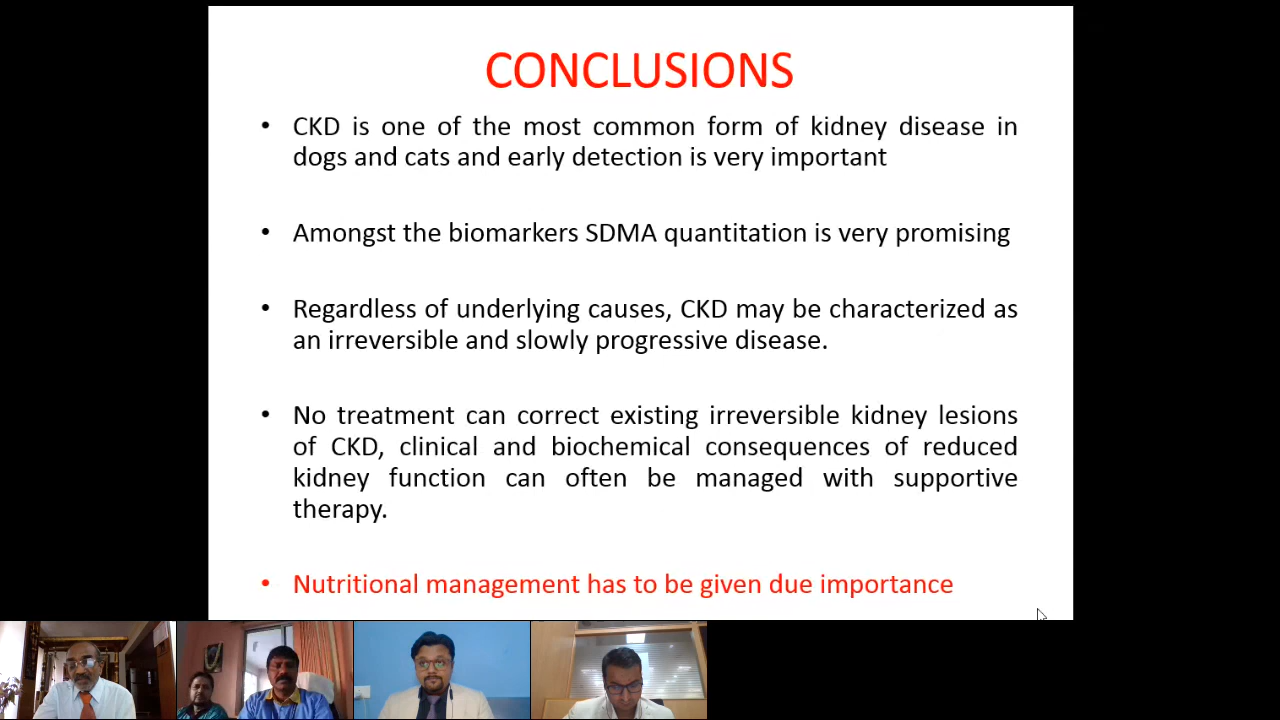 CONCLUSIONS
• CKD is one of the most common form of kidney disease in
dogs and cats and early detection is very important
• Amongst the biomarkers SDMA quantitation is very promising
• Regardless of underlying causes, CKD may be characterized as
an irreversible and slowly progressive disease.
• No treatment can correct existing irreversible kidney lesions
of CKD, clinical and biochemical consequences of reduced
kidney function can often be managed with supportive
therapy.
• Nutritional management has to be given due importance